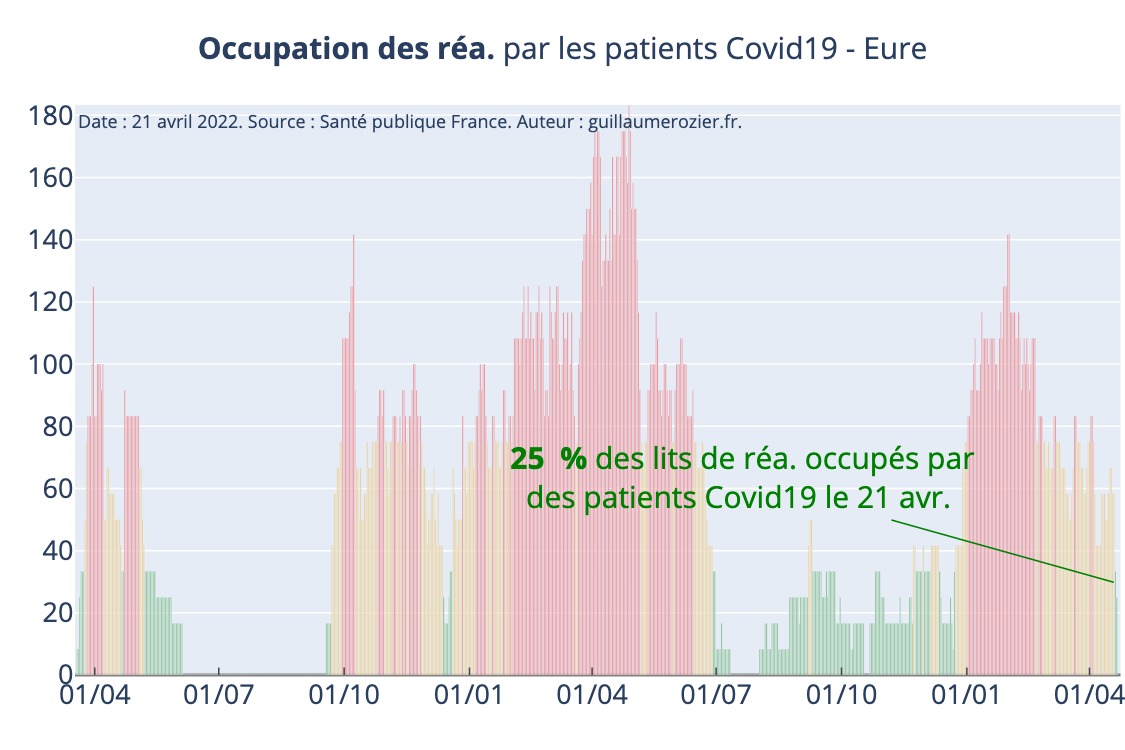 Occupation des réa. par les patients Covid19 - Eure
Date : 21 avril 2022. Source : Santé publique France. Auteur : guillaumerozier.fr.
180
160
140
120
100
80
60
40
20
0
25 % des lits de réa. occupés par
des patients Covid19 le 21 avr.
01/04 01/07 01/10 01/01 01/04 01/07 01/10 01/01 01/04